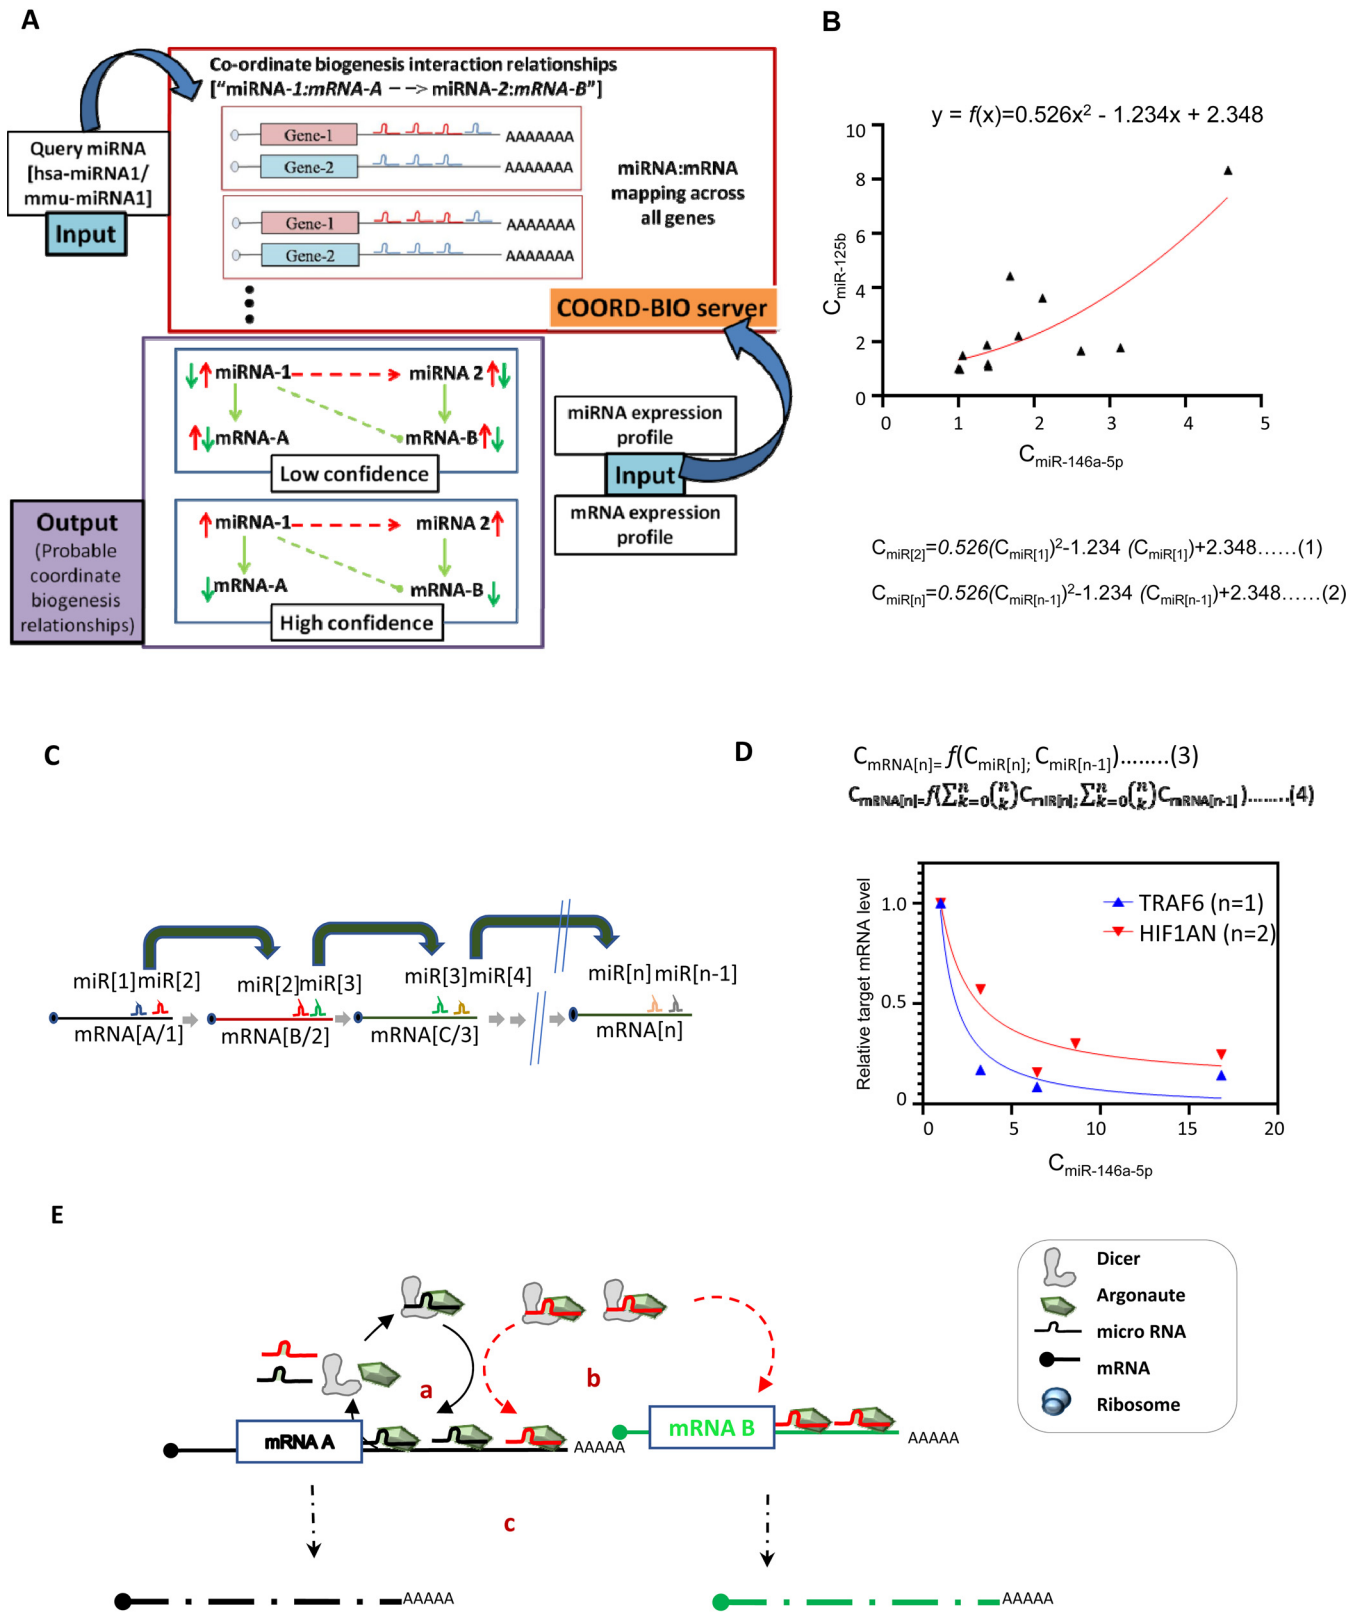 A
Co-ordinate biogenesis interaction relationships
["miRNA-1:mRNA-A - -> miRNA-2:mRNA-B"]
Query miRNA
[hsa-miRNA1/
mmu-miRNA1]
Input
Gene-1
AAAAAAA
Gene-2
AAAAAAA
Gene-1
AAAAAAA
Gene-2
AAAAAAA
miRNA:mRNA
mapping across
all genes
COORD-BIO server
miRNA-1
miRNA 2
mRNA-A
mRNA-B
Low confidence
miRNA-1
miRNA 2
mRNA-A
mRNA-B
High confidence
Output
(Probable
coordinate
biogenesis
relationships)
miRNA expression
profile
Input
mRNA expression
profile
B
y = f(x)=0.526x² - 1.234x + 2.348
10
8
6
4
2
0
CmiR-125b
0 1 2 3 4 5
CmiR-146a-5p
CmiR[2]=0.526(CmiR[1])²-1.234 (CmiR[1])+2.348......(1)
CmiR[n]=0.526(CmiR[n-1])²-1.234 (CmiR[n-1])+2.348......(2)
C
miR[1] miR[2]
miR[2] miR[3]
miR[3] miR[4]
miR[n] miR[n-1]
mRNA[A/1]
mRNA[B/2]
mRNA[C/3]
mRNA[n]
D
CmRNA[n]= f(CmiR[n]; CmiR[n-1])........(3)
CmRNA[n]=f(∑ⁿk=0(n k)CmiR[n]; ∑ⁿk=0(n k)CmRNA[n-1])........(4)
Relative target mRNA level
1.0
0.5
0
TRAF6 (n=1)
HIF1AN (n=2)
0 5 10 15 20
CmiR-146a-5p
E
Dicer
Argonaute
micro RNA
mRNA
Ribosome
a
b
mRNA A
AAAAA
mRNA B
AAAAA
c
AAAAA
AAAAA